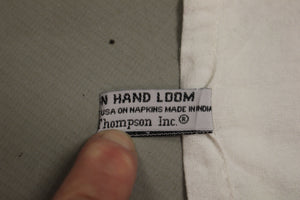 N HAND LOOM
USA ON NAPKINS MADE IN INDIA
Thompson Inc.®